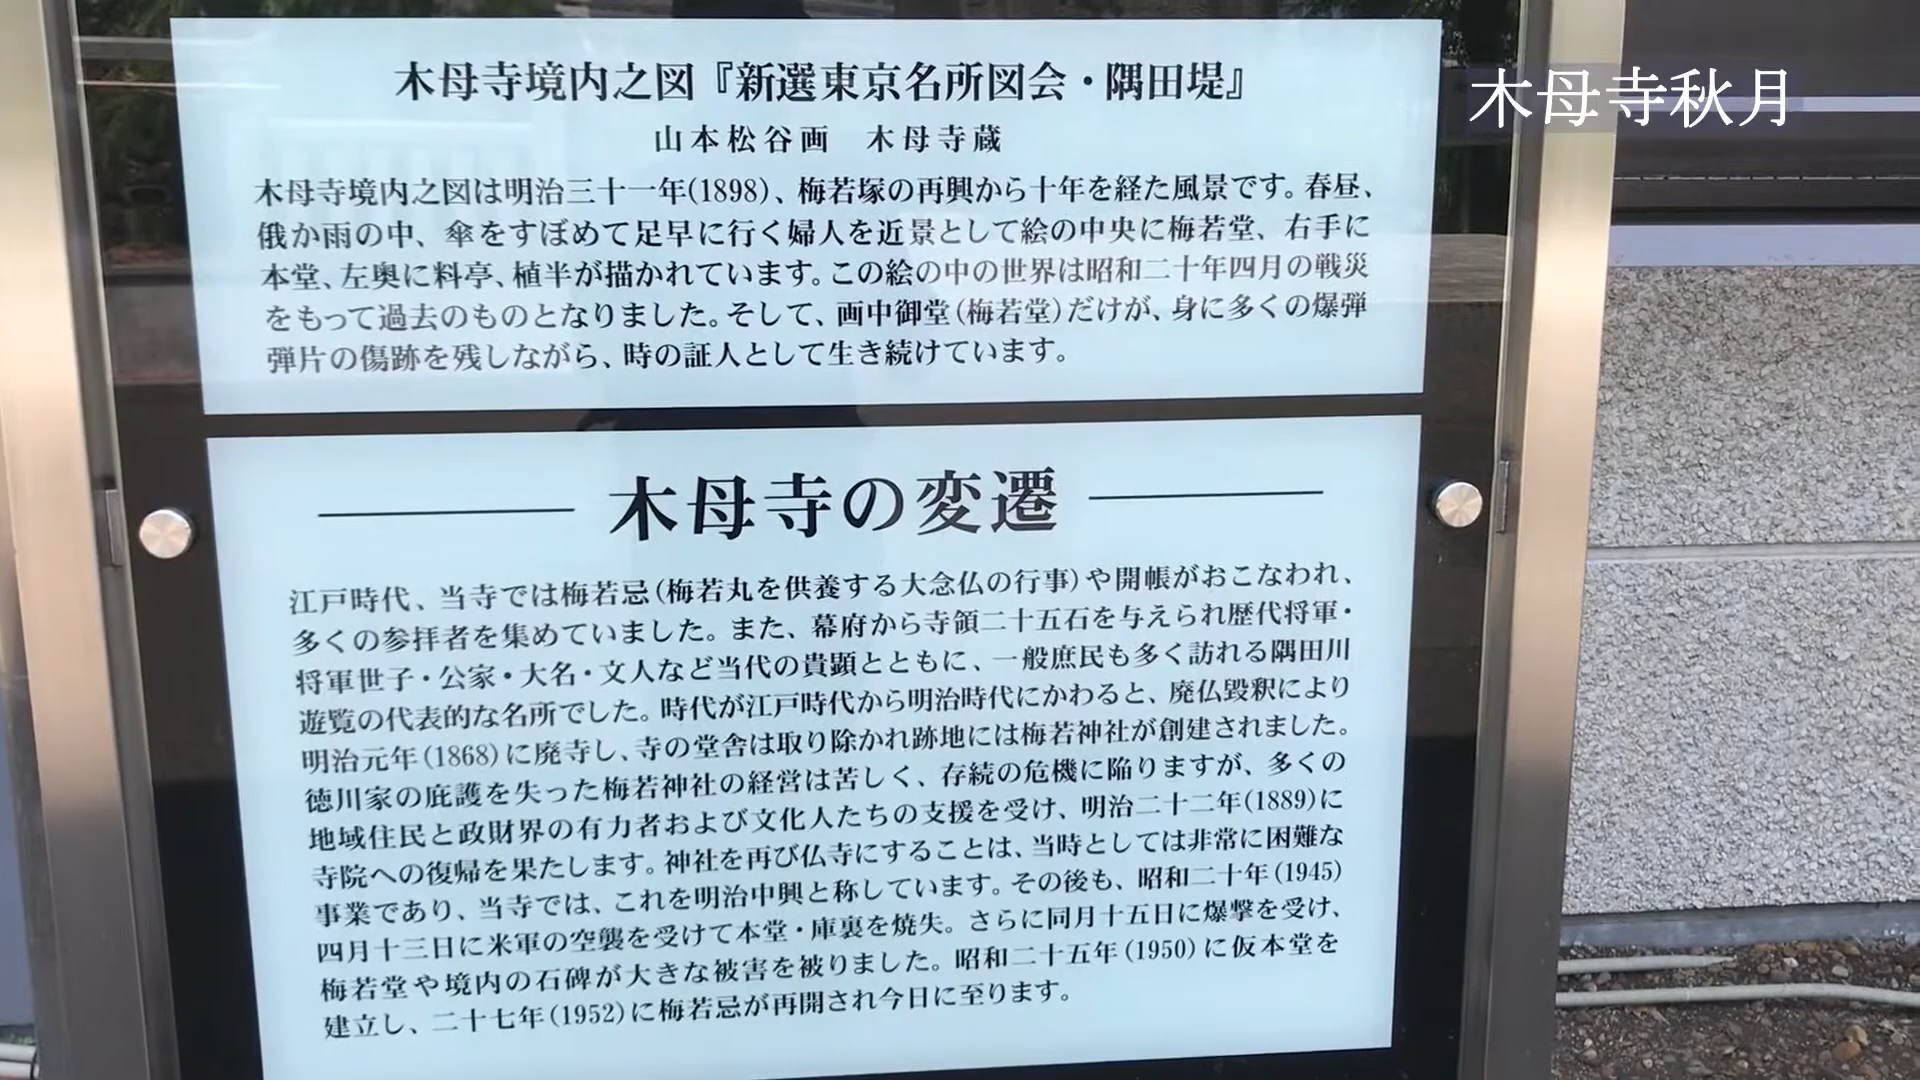 木母寺境内之図『新選東京名所図会・隅田堤』
山本松谷画　木母寺蔵
木母寺境内之図は明治三十一年(1898)、梅若塚の再興から十年を経た風景です。春昼、
俄か雨の中、傘をすぼめて足早に行く婦人を近景として絵の中央に梅若堂、右手に
本堂、左奥に料亭、植半が描かれています。この絵の中の世界は昭和二十年四月の戦災
をもって過去のものとなりました。そして、画中御堂(梅若堂)だけが、身に多くの爆弾
弾片の傷跡を残しながら、時の証人として生き続けています。
木母寺の変遷
江戸時代、当寺では梅若忌(梅若丸を供養する大念仏の行事)や開帳がおこなわれ、
多くの参拝者を集めていました。また、幕府から寺領二十五石を与えられ歴代将軍・
将軍世子・公家・大名・文人など当代の貴顕とともに、一般庶民も多く訪れる隅田川
遊覧の代表的な名所でした。時代が江戸時代から明治時代にかわると、廃仏毀釈により
明治元年(1868)に廃寺し、寺の堂舎は取り除かれ跡地には梅若神社が創建されました。
徳川家の庇護を失った梅若神社の経営は苦しく、存続の危機に陥りますが、多くの
地域住民と政財界の有力者および文化人たちの支援を受け、明治二十二年(1889)に
寺院への復帰を果たします。神社を再び仏寺にすることは、当時としては非常に困難な
事業であり、当寺では、これを明治中興と称しています。その後も、昭和二十年(1945)
四月十三日に米軍の空襲を受けて本堂・庫裏を焼失。さらに同月十五日に爆撃を受け、
梅若堂や境内の石碑が大きな被害を被りました。昭和二十五年(1950)に仮本堂を
建立し、二十七年(1952)に梅若忌が再開され今日に至ります。
木母寺秋月